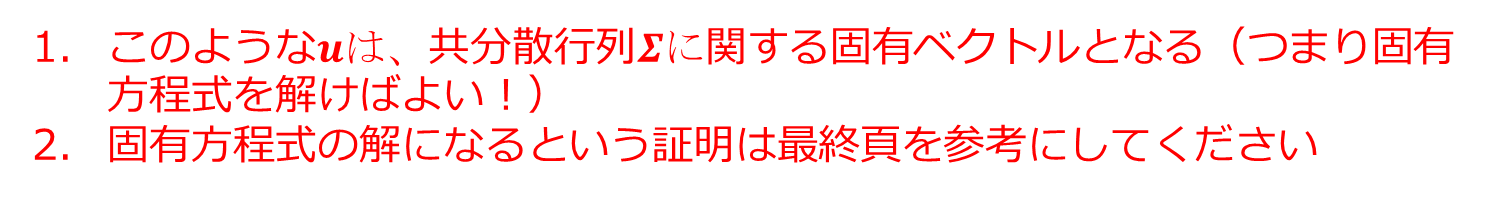 1. このような𝒖は、共分散行列𝜮に関する固有ベクトルとなる（つまり固有
方程式を解けばよい！）
2. 固有方程式の解になるという証明は最終頁を参考にしてください